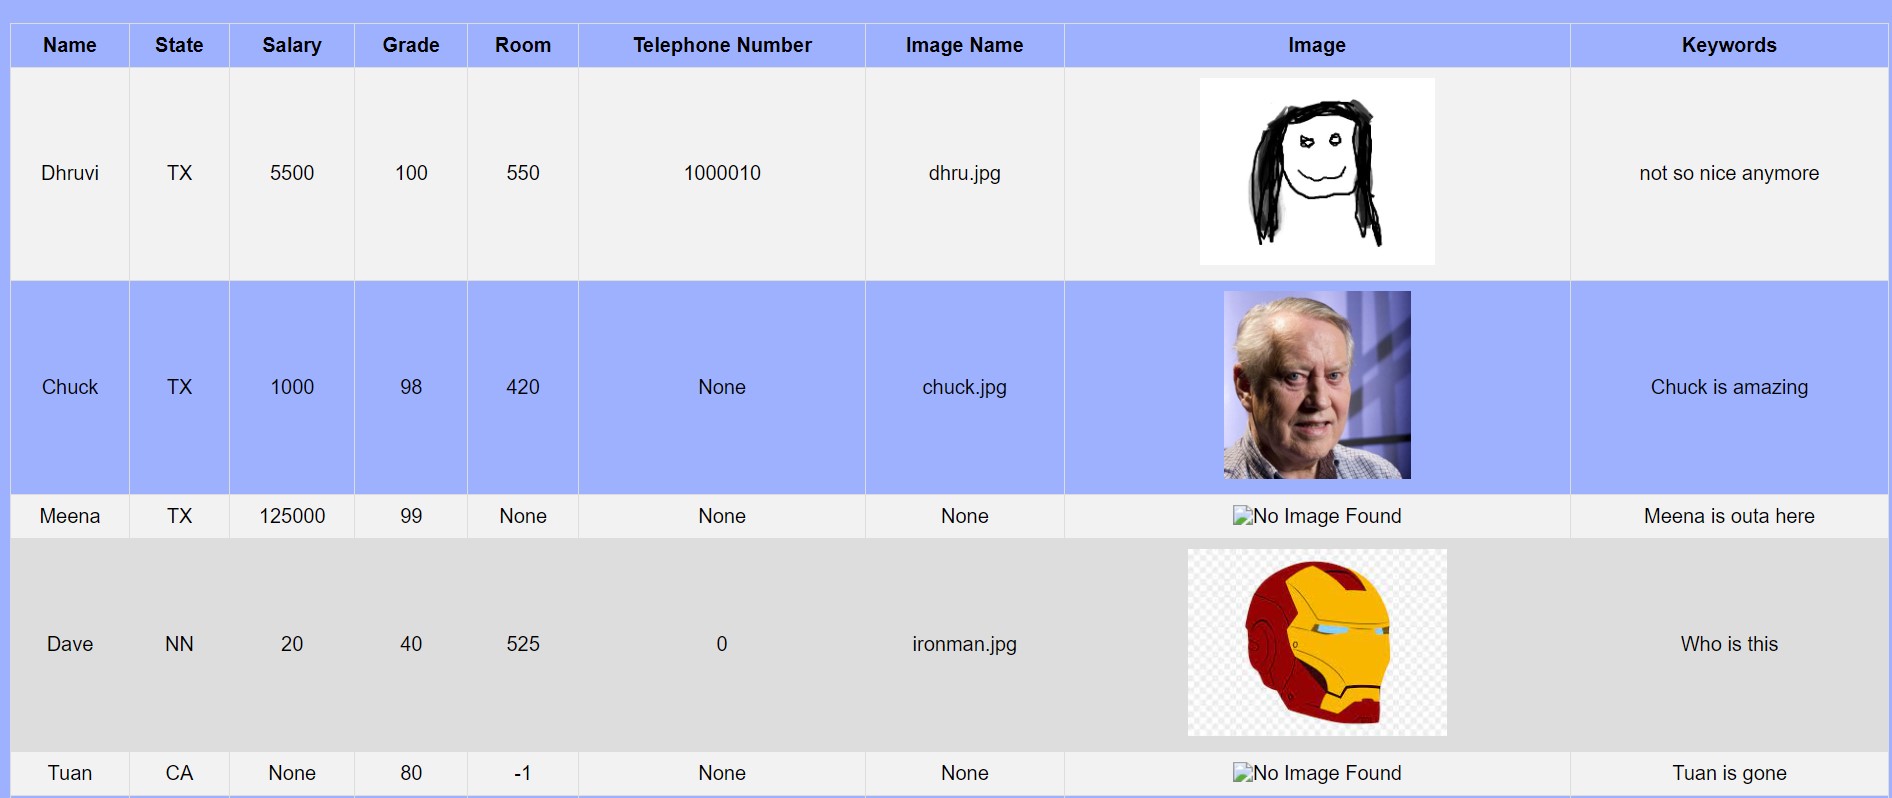 Name State Salary Grade Room Telephone Number Image Name Image Keywords
Dhruvi TX 5500 100 550 1000010 dhru.jpg not so nice anymore
Chuck TX 1000 98 420 None chuck.jpg Chuck is amazing
Meena TX 125000 99 None None None No Image Found Meena is outa here
Dave NN 20 40 525 0 ironman.jpg Who is this
Tuan CA None 80 -1 None None No Image Found Tuan is gone